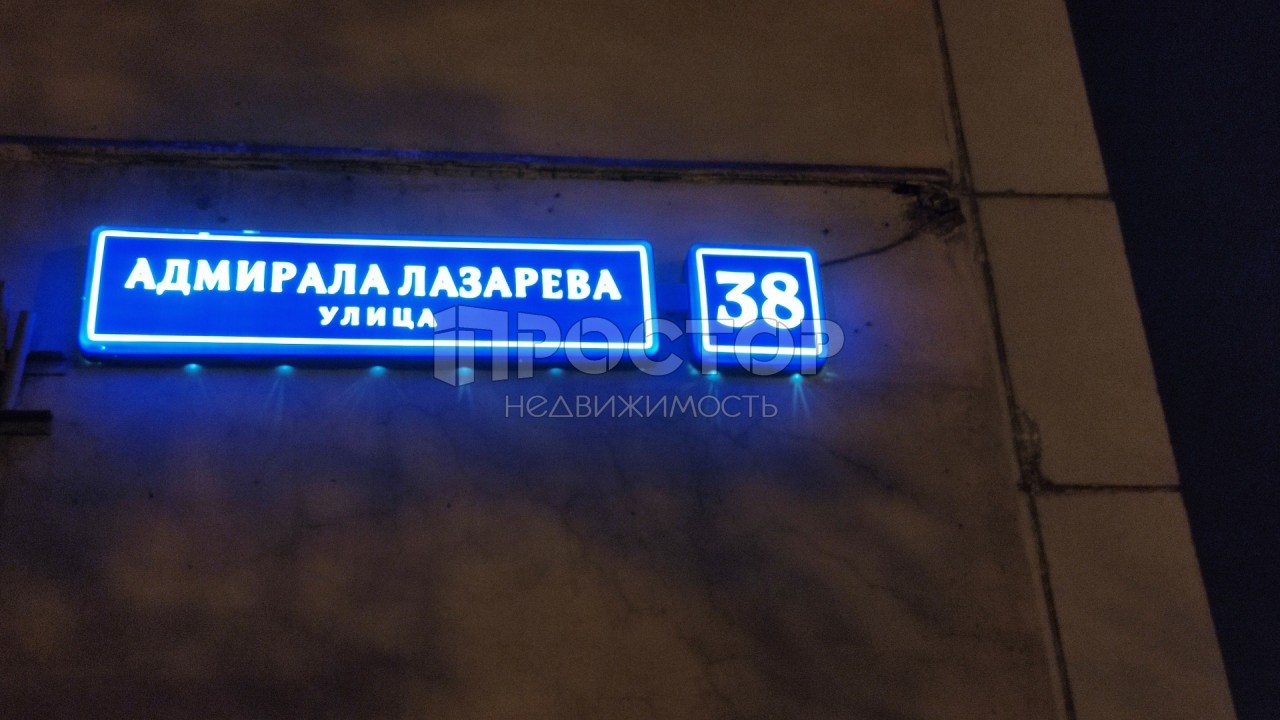 АДМИРАЛА ЛАЗАРЕВА
УЛИЦА
38
ПРОСТОР
НЕДВИЖИМОСТЬ